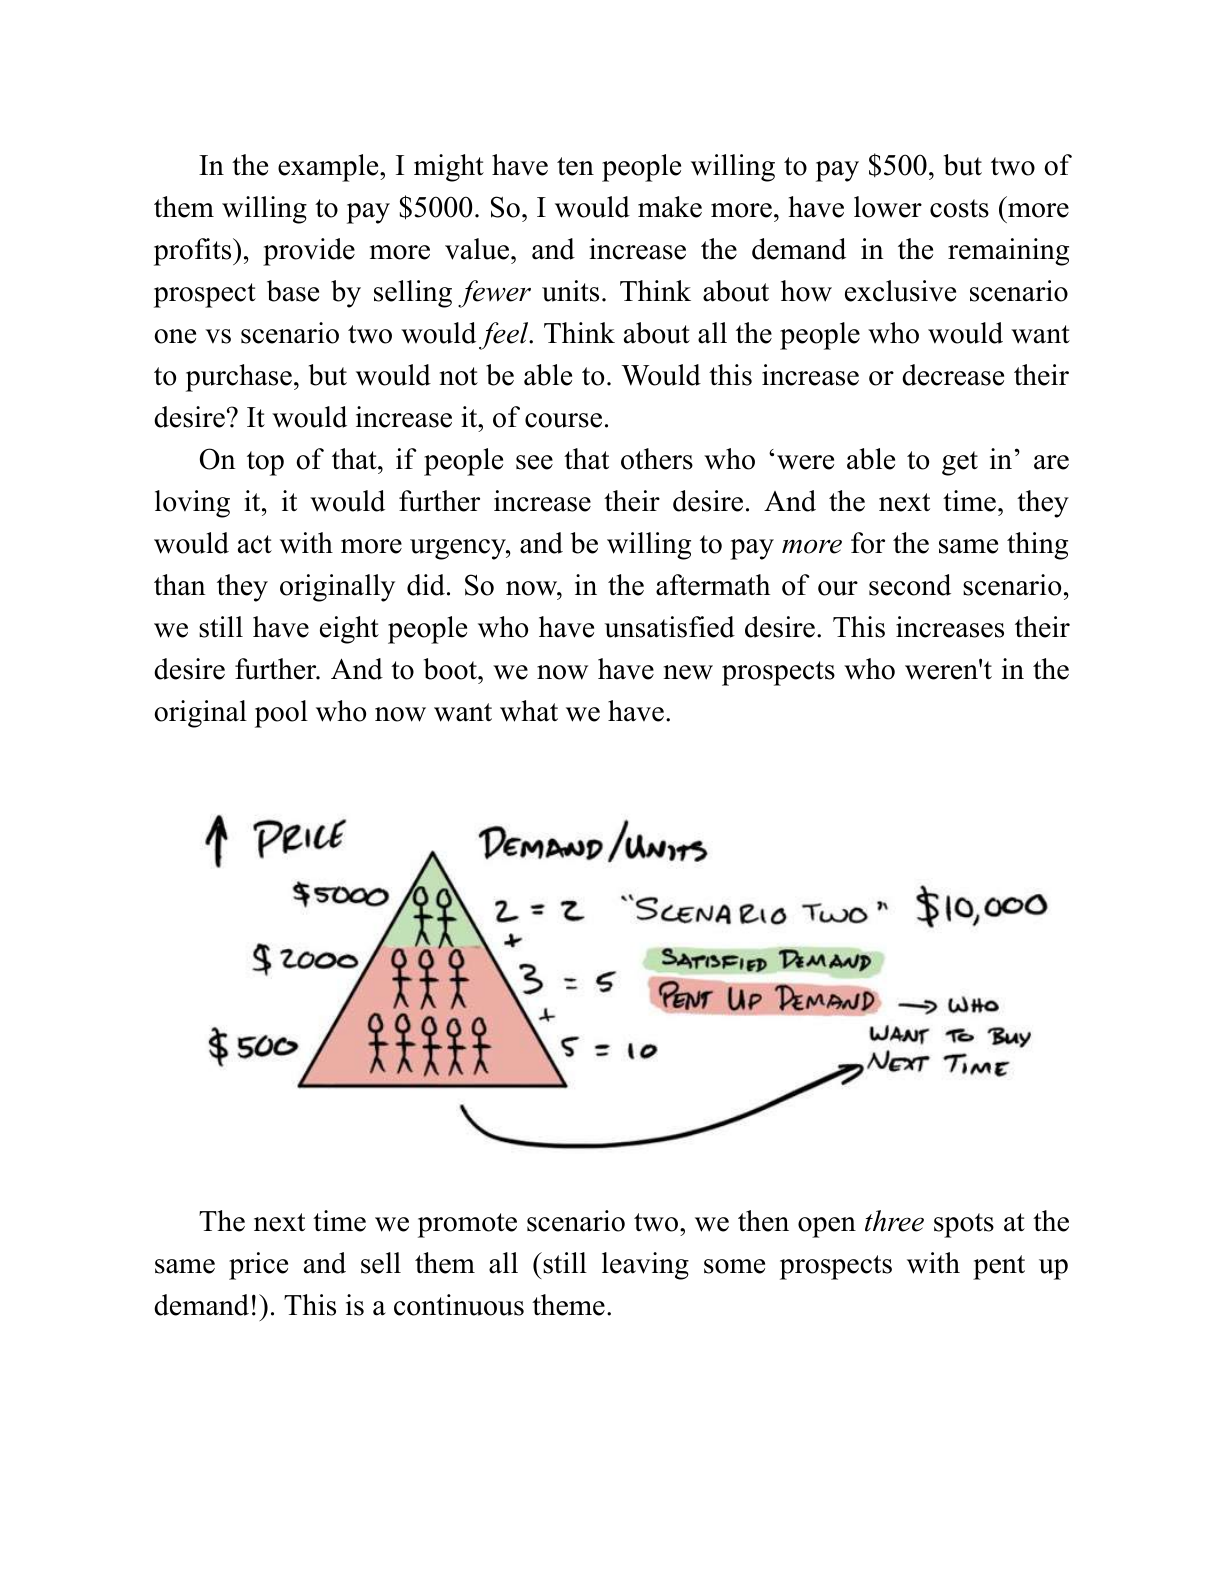 In the example, I might have ten people willing to pay $500, but two of
them willing to pay $5000. So, I would make more, have lower costs (more
profits), provide more value, and increase the demand in the remaining
prospect base by selling fewer units. Think about how exclusive scenario
one vs scenario two would feel. Think about all the people who would want
to purchase, but would not be able to. Would this increase or decrease their
desire? It would increase it, of course.
On top of that, if people see that others who ‘were able to get in’ are
loving it, it would further increase their desire. And the next time, they
would act with more urgency, and be willing to pay more for the same thing
than they originally did. So now, in the aftermath of our second scenario,
we still have eight people who have unsatisfied desire. This increases their
desire further. And to boot, we now have new prospects who weren't in the
original pool who now want what we have.
↑ PRICE
DEMAND/UNITS
$5000
2 = 2 "SCENARIO TWO" $10,000
+
$2000
SATISFIED DEMAND
3 = 5
PENT UP DEMAND → WHO
+
WANT TO BUY
$500
5 = 10
NEXT TIME
The next time we promote scenario two, we then open three spots at the
same price and sell them all (still leaving some prospects with pent up
demand!). This is a continuous theme.